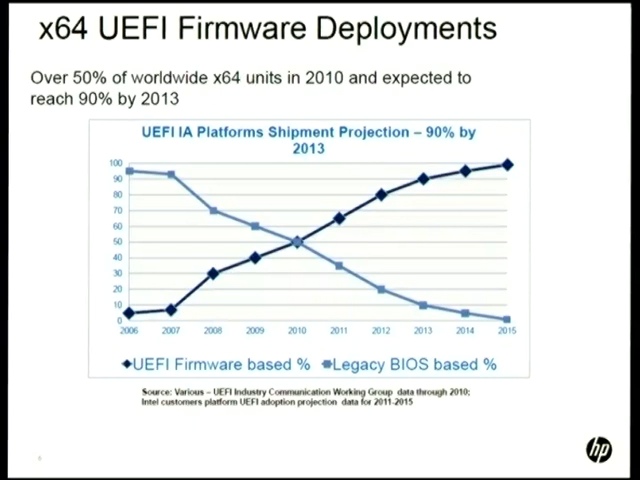 x64 UEFI Firmware Deployments
Over 50% of worldwide x64 units in 2010 and expected to
reach 90% by 2013
UEFI IA Platforms Shipment Projection – 90% by
2013
100
90
80
70
60
50
40
30
20
10
0
2006 2007 2008 2009 2010 2011 2012 2013 2014 2015
UEFI Firmware based % Legacy BIOS based %
Source: Various – UEFI Industry Communication Working Group data through 2010;
Intel customers platform UEFI adoption projection data for 2011-2015
hp